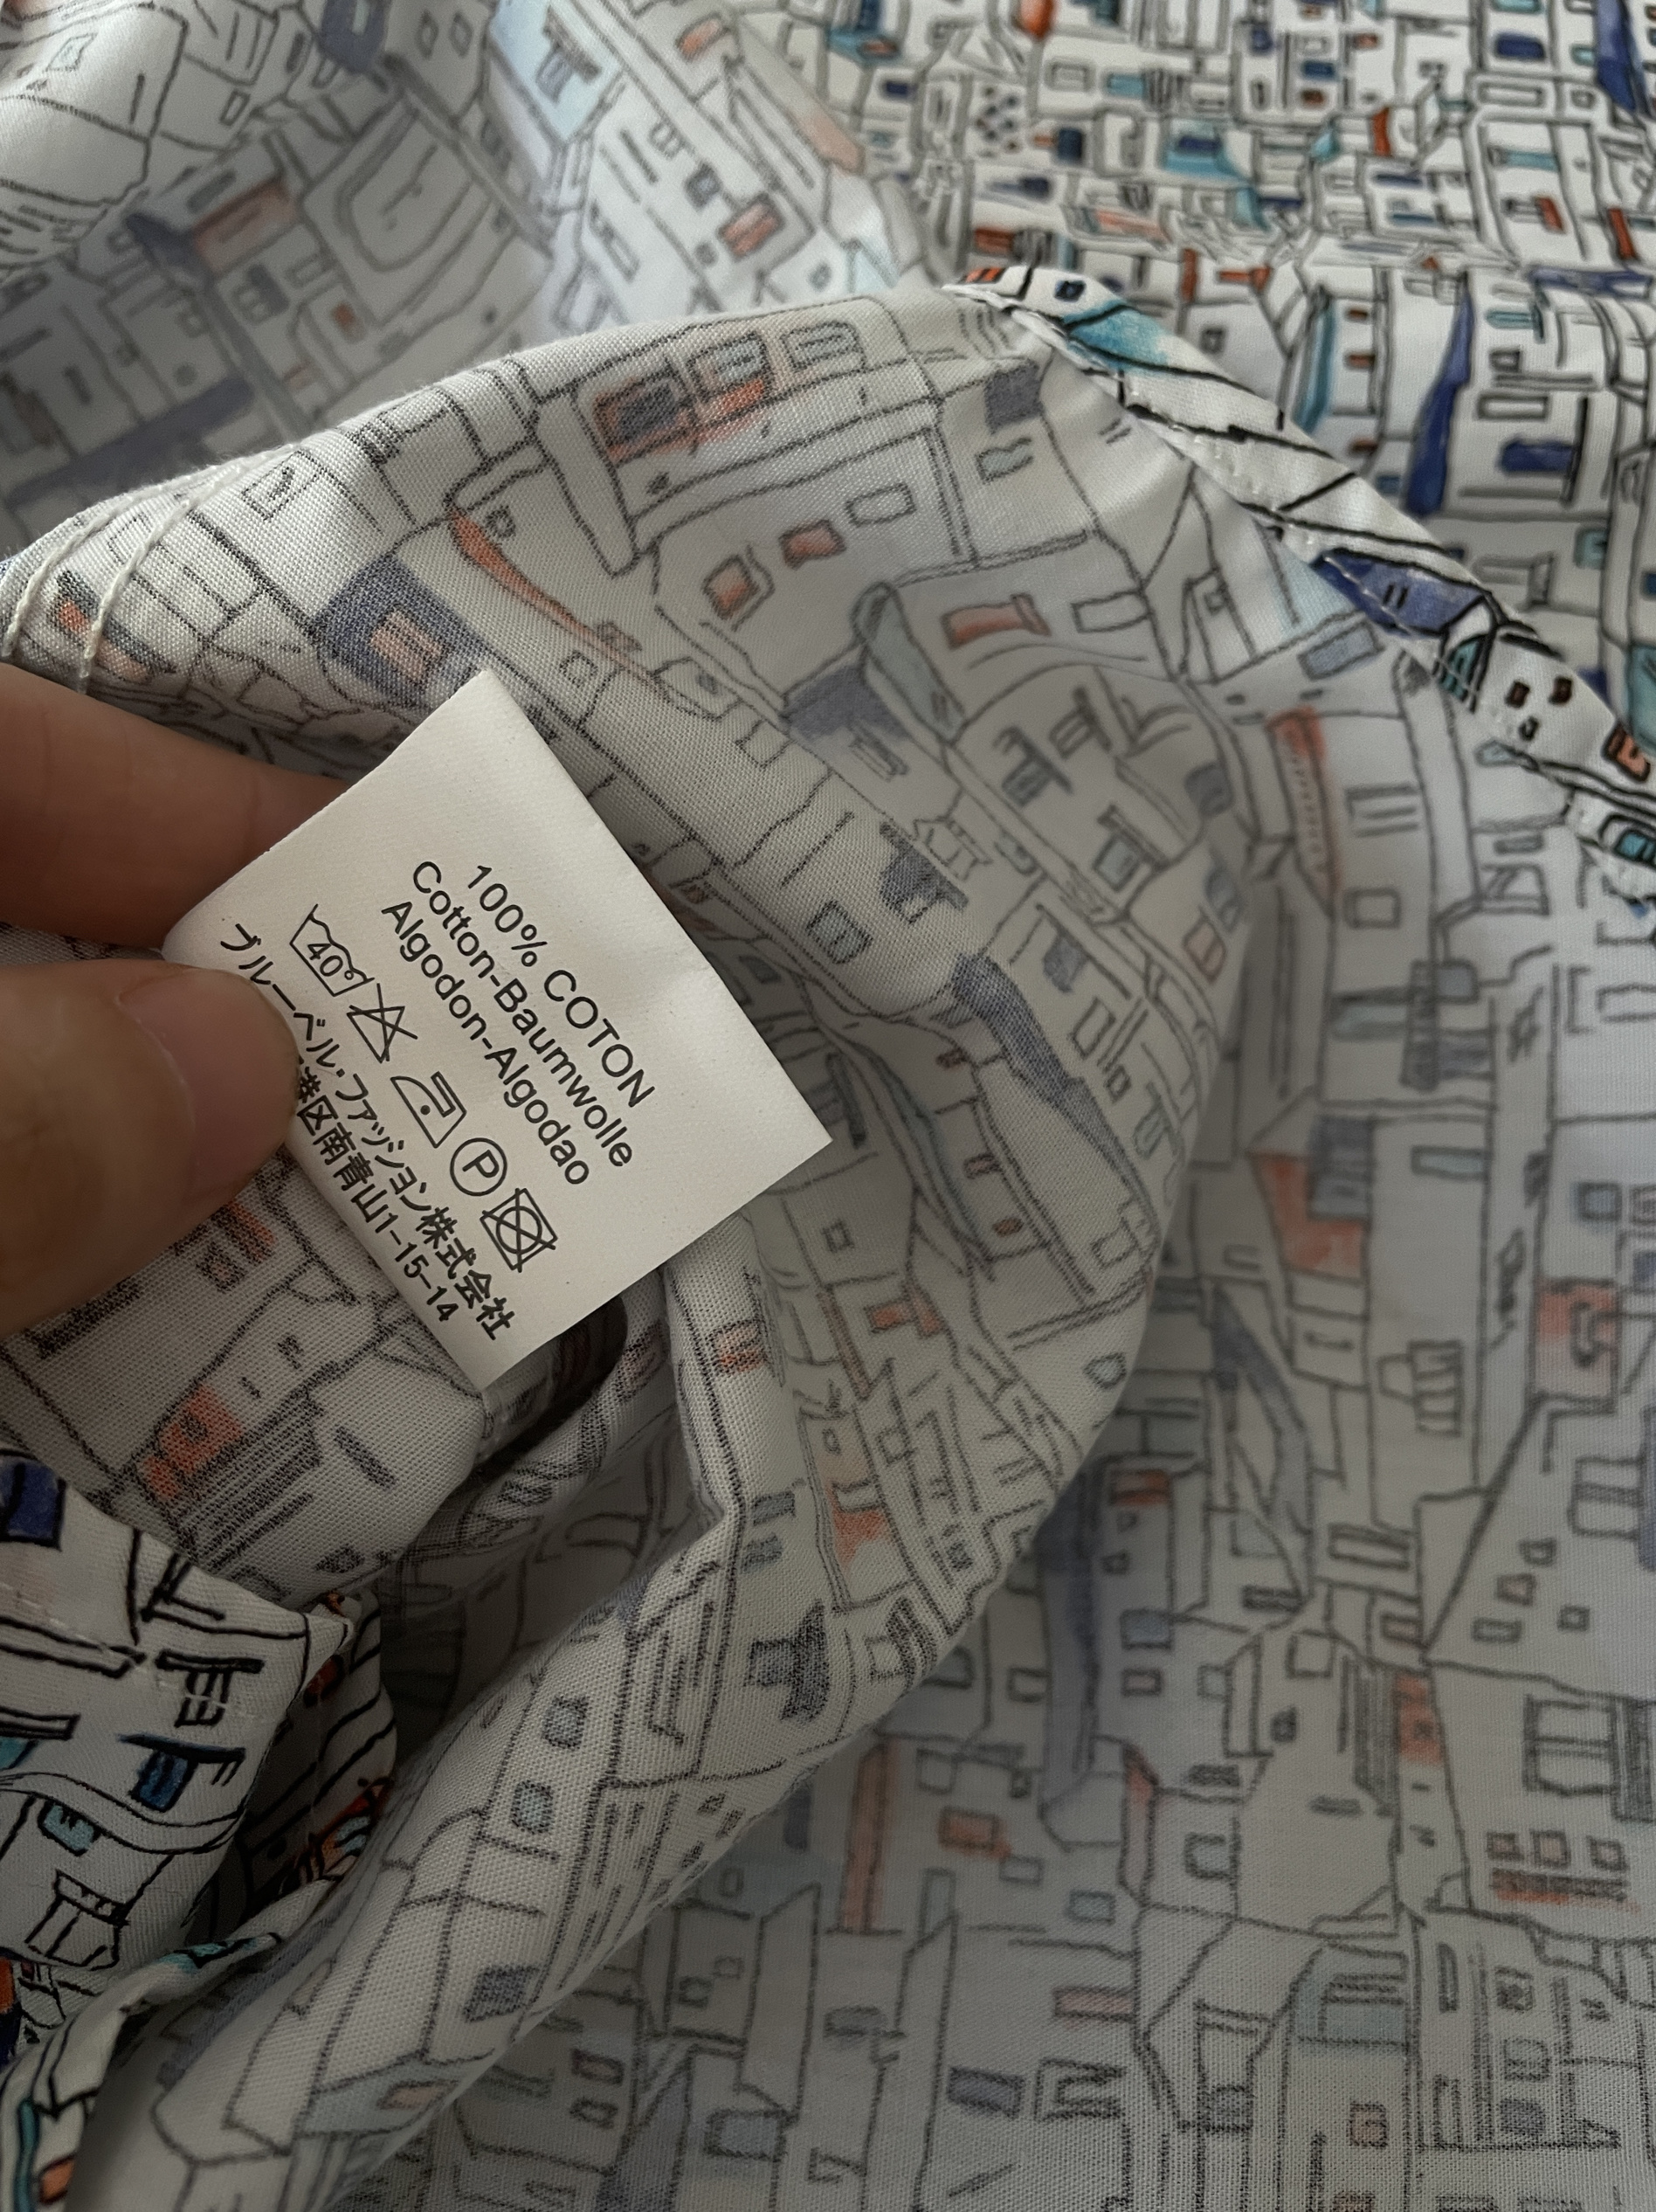 100% COTON
Cotton-Baumwolle
Algodon-Algodao
40° P
ブルーベル・ファッション株式会社
港区南青山1-15-14